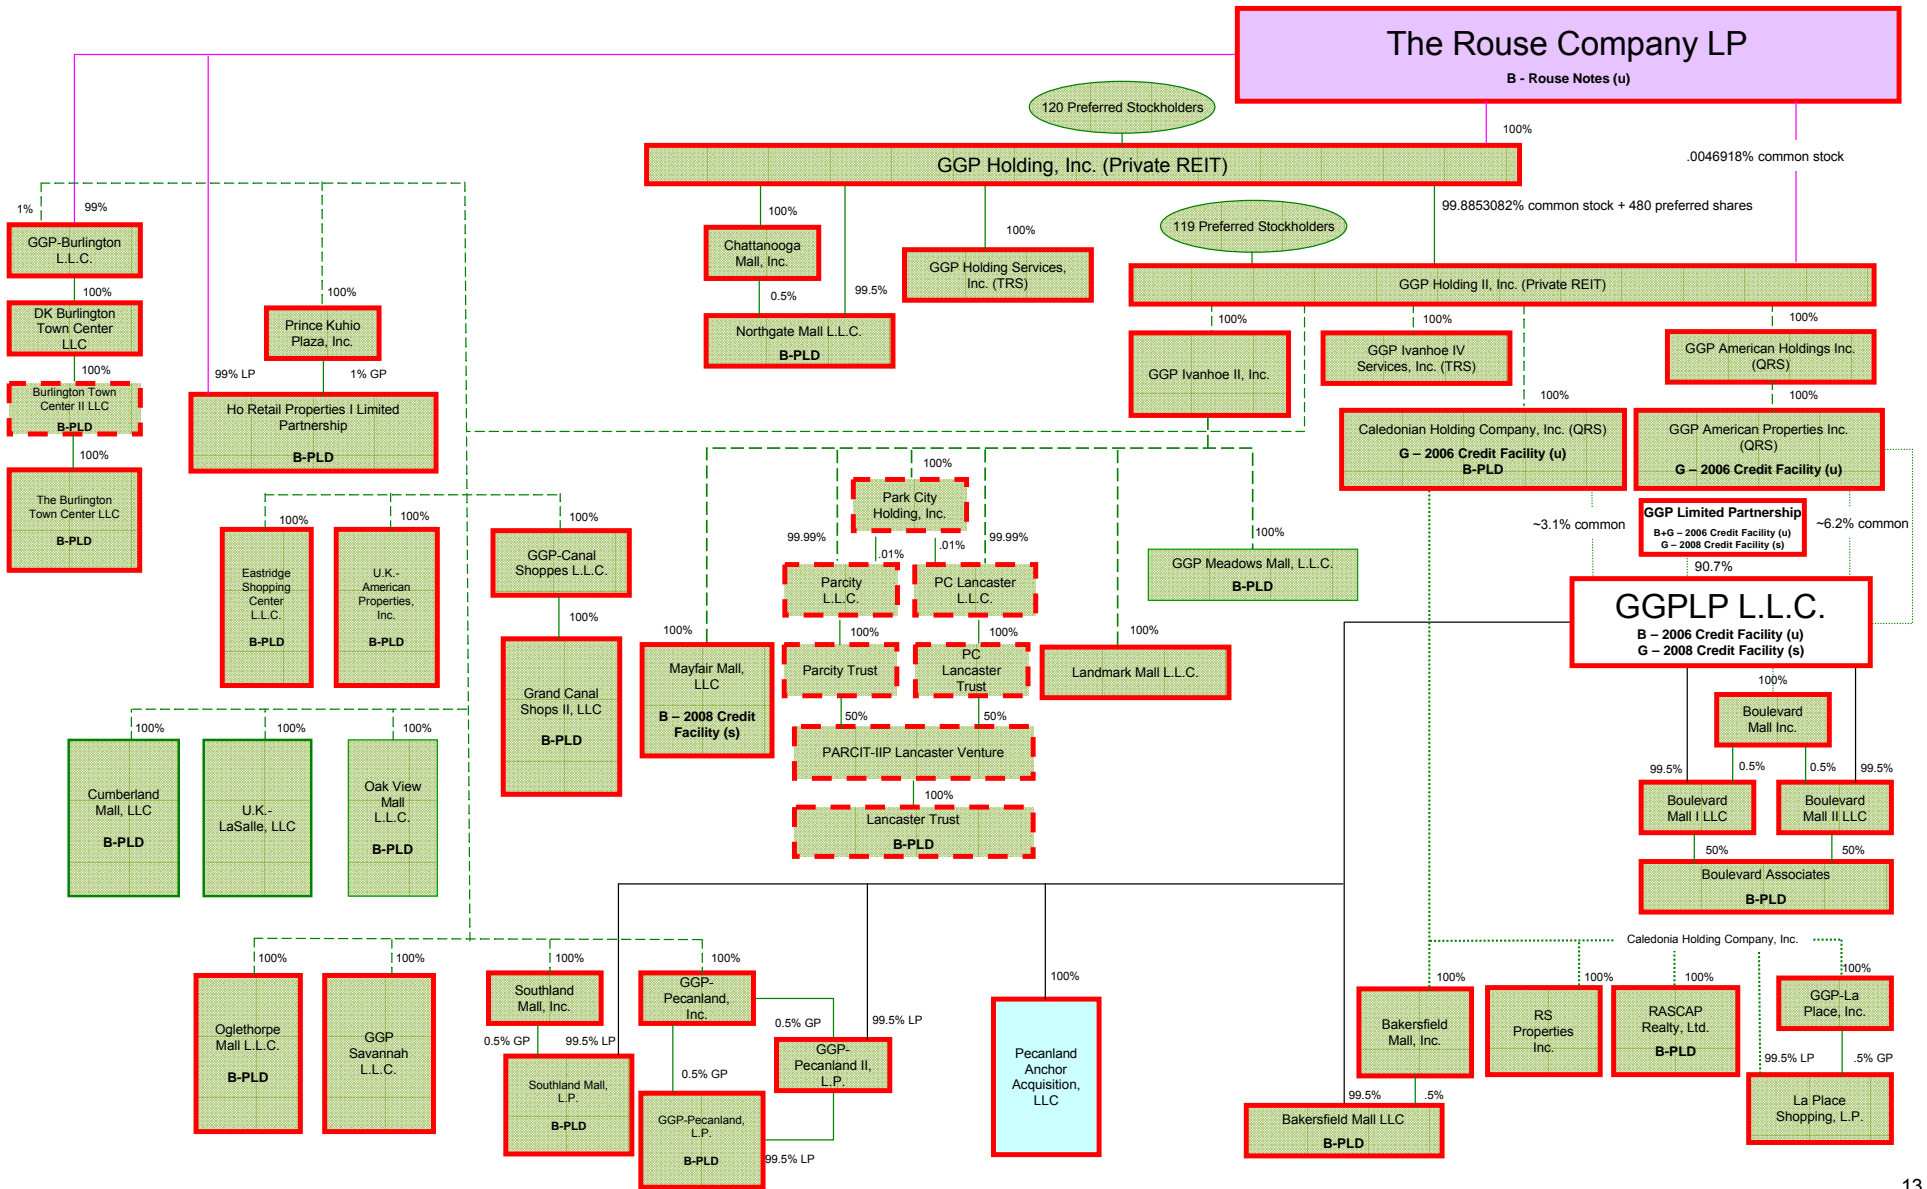 The Rouse Company LP
B - Rouse Notes (u)
120 Preferred Stockholders
100%
.0046918% common stock
GGP Holding, Inc. (Private REIT)
1%
99%
100%
99.8853082% common stock + 480 preferred shares
119 Preferred Stockholders
GGP-Burlington
L.L.C.
Chattanooga
Mall, Inc.
100%
GGP Holding Services,
Inc. (TRS)
GGP Holding II, Inc. (Private REIT)
100%
100%
0.5%
99.5%
DK Burlington
Town Center
LLC
Prince Kuhio
Plaza, Inc.
Northgate Mall L.L.C.
B-PLD
100%
100%
100%
GGP Ivanhoe II, Inc.
GGP Ivanhoe IV
Services, Inc. (TRS)
GGP American Holdings Inc.
(QRS)
100%
99% LP
1% GP
100%
100%
Burlington Town
Center II LLC
B-PLD
Ho Retail Properties I Limited
Partnership
B-PLD
Caledonian Holding Company, Inc. (QRS)
G – 2006 Credit Facility (u)
B-PLD
GGP American Properties Inc.
(QRS)
G – 2006 Credit Facility (u)
100%
The Burlington
Town Center LLC
B-PLD
100%
Park City
Holding, Inc.
GGP Limited Partnership
B+G – 2006 Credit Facility (u)
G – 2008 Credit Facility (s)
~3.1% common
~6.2% common
90.7%
100%
100%
100%
99.99%
.01%
.01%
99.99%
100%
Eastridge
Shopping
Center
L.L.C.
B-PLD
U.K.-
American
Properties,
Inc.
B-PLD
GGP-Canal
Shoppes L.L.C.
Parcity
L.L.C.
PC Lancaster
L.L.C.
GGP Meadows Mall, L.L.C.
B-PLD
GGPLP L.L.C.
B – 2006 Credit Facility (u)
G – 2008 Credit Facility (s)
100%
100%
100%
100%
100%
Grand Canal
Shops II, LLC
B-PLD
Mayfair Mall,
LLC
B – 2008 Credit
Facility (s)
Parcity Trust
PC
Lancaster
Trust
Landmark Mall L.L.C.
100%
Boulevard
Mall Inc.
50%
50%
100%
100%
100%
PARCIT-IIP Lancaster Venture
99.5%
0.5%
0.5%
99.5%
Cumberland
Mall, LLC
B-PLD
U.K.-
LaSalle, LLC
Oak View
Mall
L.L.C.
B-PLD
100%
Lancaster Trust
B-PLD
Boulevard
Mall I LLC
Boulevard
Mall II LLC
50%
50%
Boulevard Associates
B-PLD
Caledonia Holding Company, Inc.
100%
100%
100%
100%
100%
100%
100%
100%
100%
Oglethorpe
Mall L.L.C.
B-PLD
GGP
Savannah
L.L.C.
Southland
Mall, Inc.
GGP-
Pecanland,
Inc.
Bakersfield
Mall, Inc.
RS
Properties
Inc.
RASCAP
Realty, Ltd.
B-PLD
GGP-La
Place, Inc.
0.5% GP
99.5% LP
0.5% GP
99.5% LP
GGP-
Pecanland II,
L.P.
Pecanland
Anchor
Acquisition,
LLC
99.5% LP
.5% GP
0.5% GP
Southland Mall,
L.P.
B-PLD
GGP-Pecanland,
L.P.
B-PLD
99.5% LP
99.5%
.5%
Bakersfield Mall LLC
B-PLD
La Place
Shopping, L.P.
13